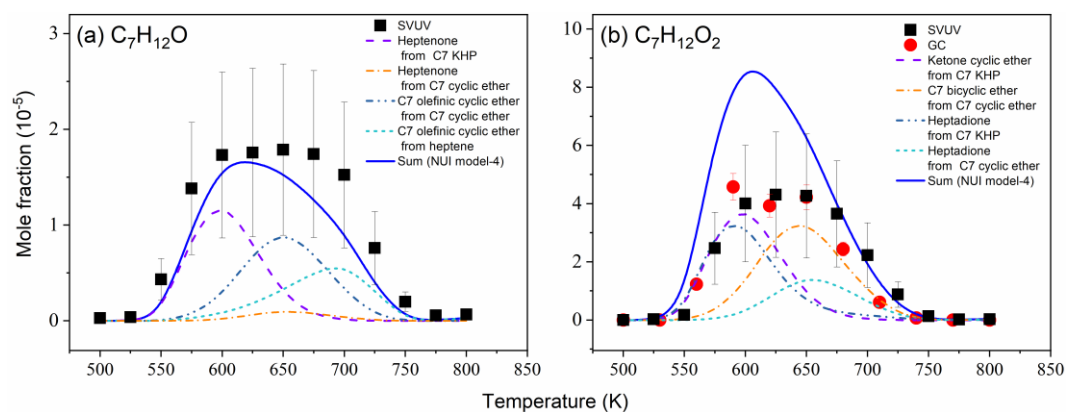 (a) C7H12O
SVUV
Heptenone
from C7 KHP
Heptenone
from C7 cyclic ether
C7 olefinic cyclic ether
from C7 cyclic ether
C7 olefinic cyclic ether
from heptene
Sum (NUI model-4)
Mole fraction (10-5)
3
2
1
0
500
550
600
650
700
750
800
850
(b) C7H12O2
SVUV
GC
Ketone cyclic ether
from C7 KHP
C7 bicyclic ether
from C7 cyclic ether
Heptadione
from C7 KHP
Heptadione
from C7 cyclic ether
Sum (NUI model-4)
10
8
6
4
2
0
500
550
600
650
700
750
800
850
Temperature (K)